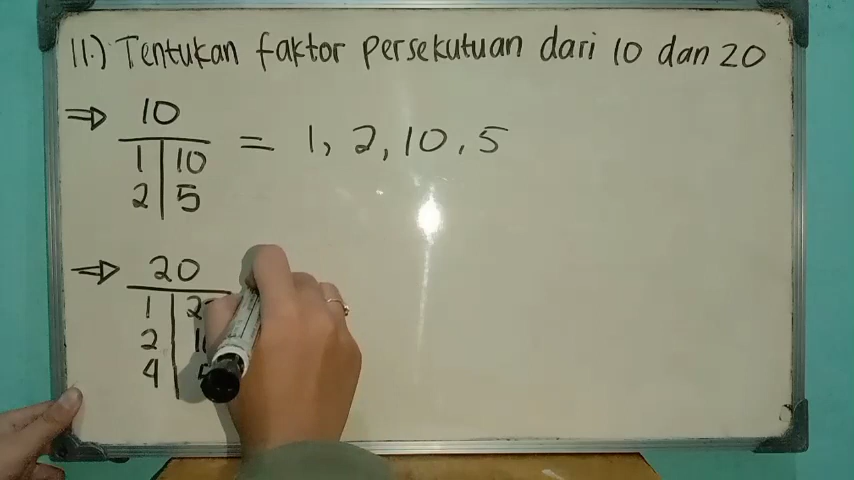 11.) Tentukan faktor persekutuan dari 10 dan 20
⇒ 10 = 1, 2, 10, 5
1 | 10
2 | 5
⇒ 20
1
2
4